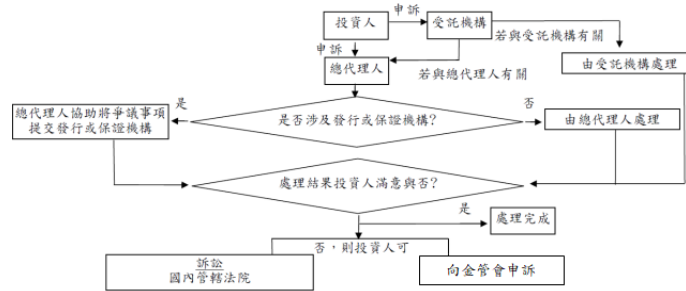 投資人
申訴
受託機構
申訴
若與受託機構有關
總代理人
若與總代理人有關
由受託機構處理
是
總代理人協助將爭議事項
提交發行或保證機構
是否涉及發行或保證機構?
否
由總代理人處理
處理結果投資人滿意與否?
是
處理完成
否，則投資人可
訴訟
國內管轄法院
向金管會申訴